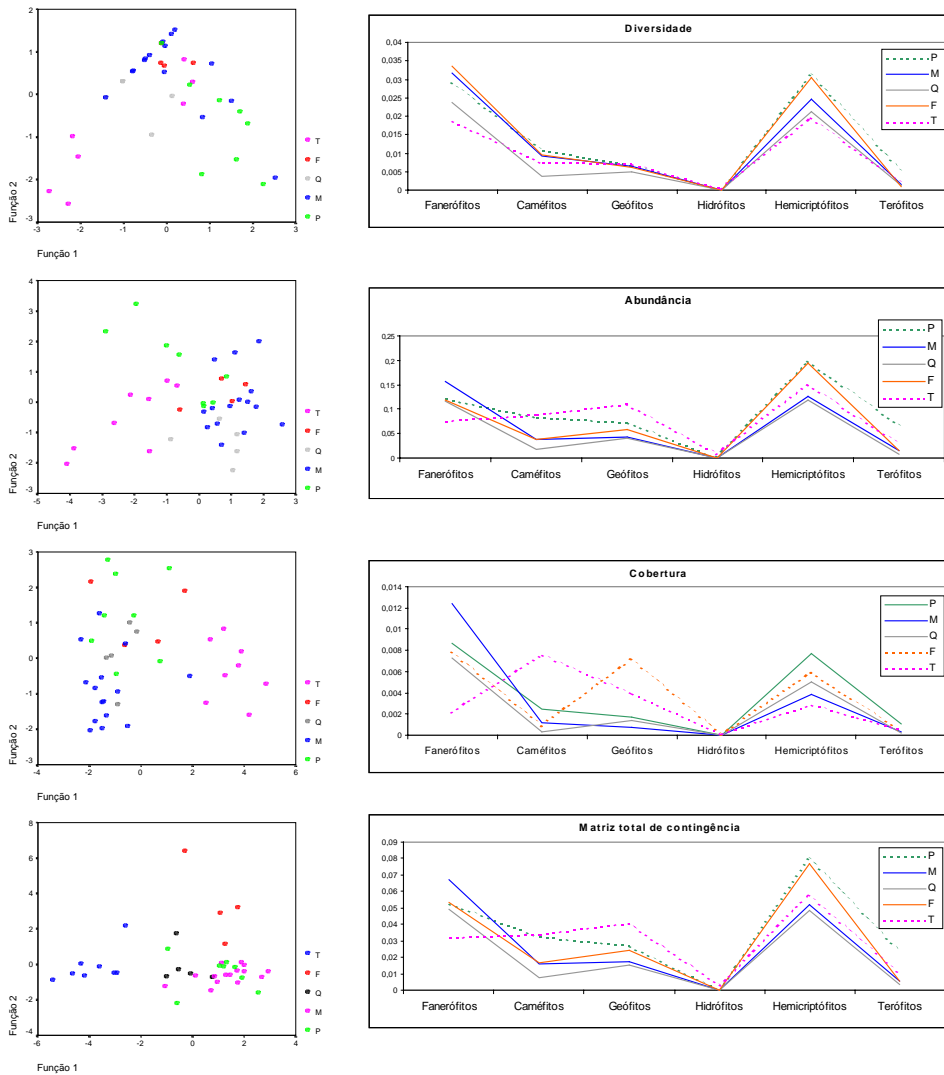 2
1
0
-1
-2
-3
-3
-2
-1
0
1
2
3
Função 2
Função 1
T
F
Q
M
P
Diversidade
0,04
0,035
0,03
0,025
0,02
0,015
0,01
0,005
0
Fanerófitos Caméfitos Geófitos Hidrófitos Hemicriptófitos Terófitos
P
M
Q
F
T
4
3
2
1
0
-1
-2
-3
-5
-4
-3
-2
-1
0
1
2
3
Função 2
Função 1
T
F
Q
M
P
Abundância
0,25
0,2
0,15
0,1
0,05
0
Fanerófitos Caméfitos Geófitos Hidrófitos Hemicriptófitos Terófitos
P
M
Q
F
T
3
2
1
0
-1
-2
-3
-4
-2
0
2
4
6
Função 2
Função 1
T
F
Q
M
P
Cobertura
0,014
0,012
0,01
0,008
0,006
0,004
0,002
0
Fanerófitos Caméfitos Geófitos Hidrófitos Hemicriptófitos Terófitos
P
M
Q
F
T
8
6
4
2
0
-2
-4
-6
-4
-2
0
2
4
Função 2
Função 1
T
F
Q
M
P
Matriz total de contingência
0,09
0,08
0,07
0,06
0,05
0,04
0,03
0,02
0,01
0
Fanerófitos Caméfitos Geófitos Hidrófitos Hemicriptófitos Terófitos
P
M
Q
F
T